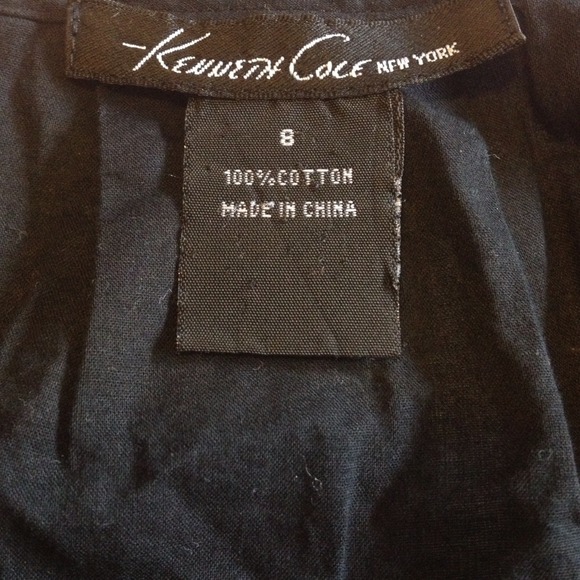 Kenneth Cole NEW YORK
8
100%COTTON
MADE IN CHINA